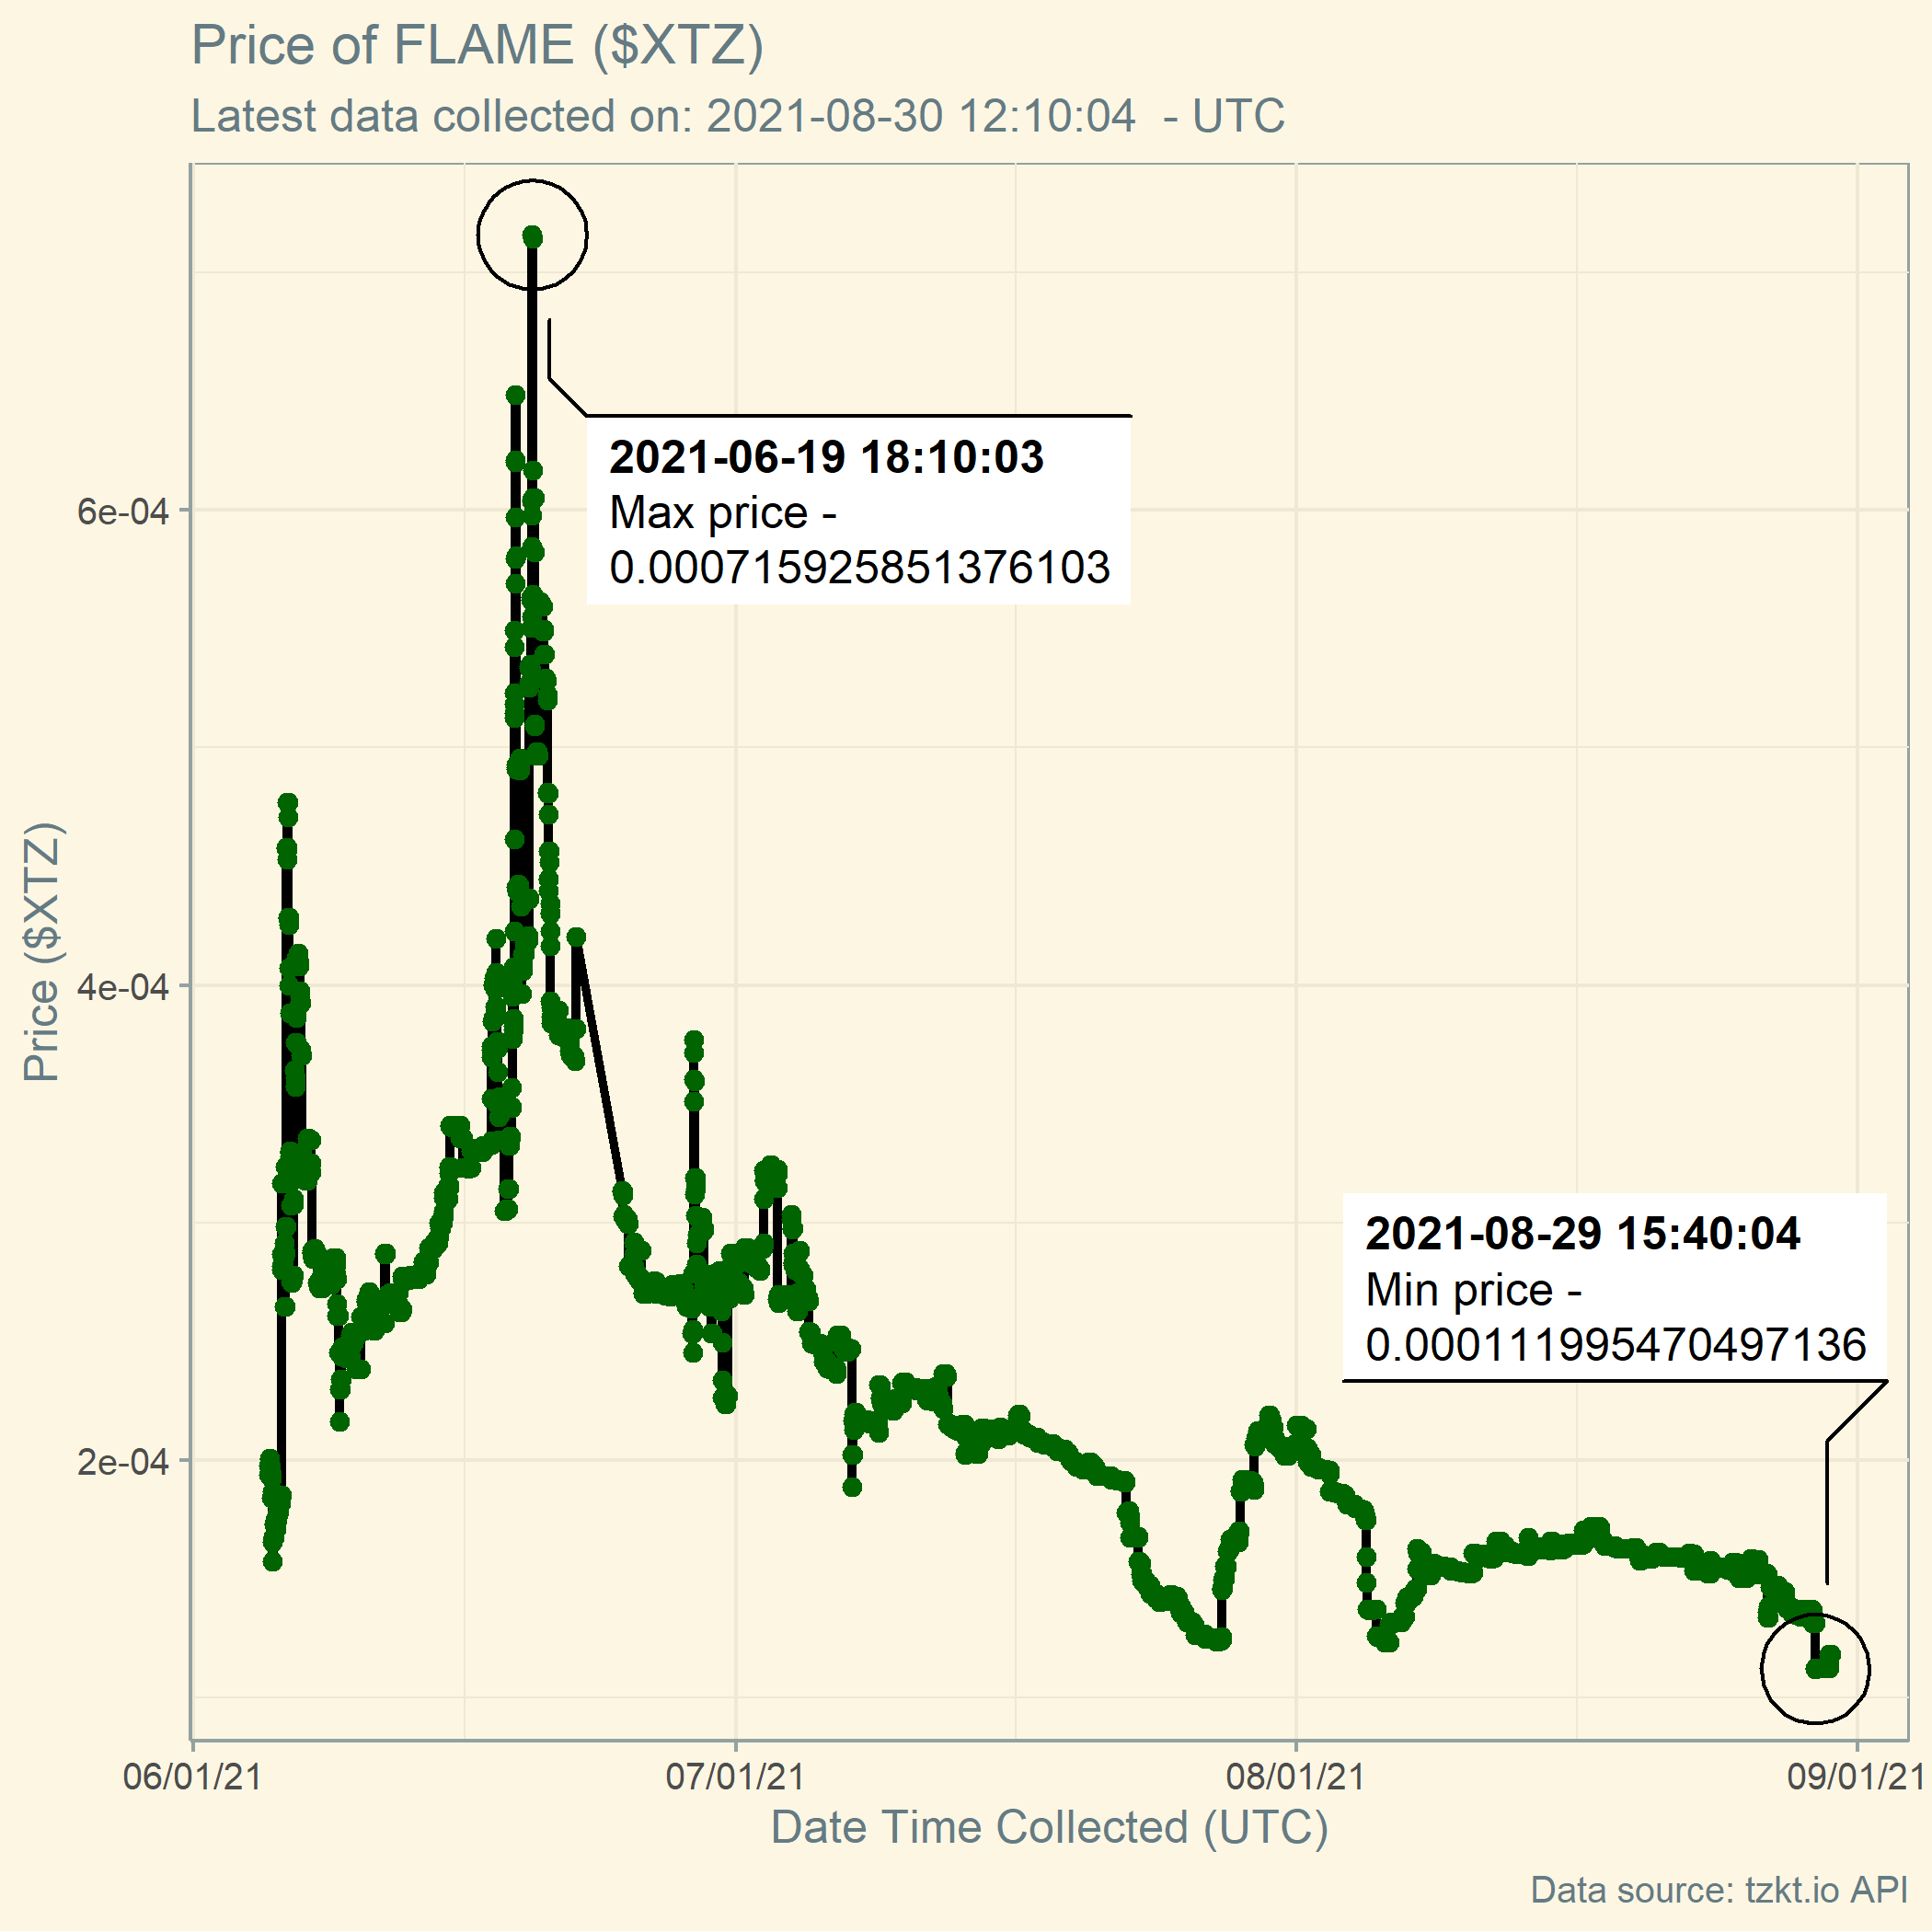 Price of FLAME ($XTZ)
Latest data collected on: 2021-08-30 12:10:04  - UTC
2021-06-19 18:10:03
Max price -
0.000715925851376103
6e-04
4e-04
2e-04
Price ($XTZ)
2021-08-29 15:40:04
Min price -
0.000111995470497136
06/01/21
07/01/21
08/01/21
09/01/21
Date Time Collected (UTC)
Data source: tzkt.io API